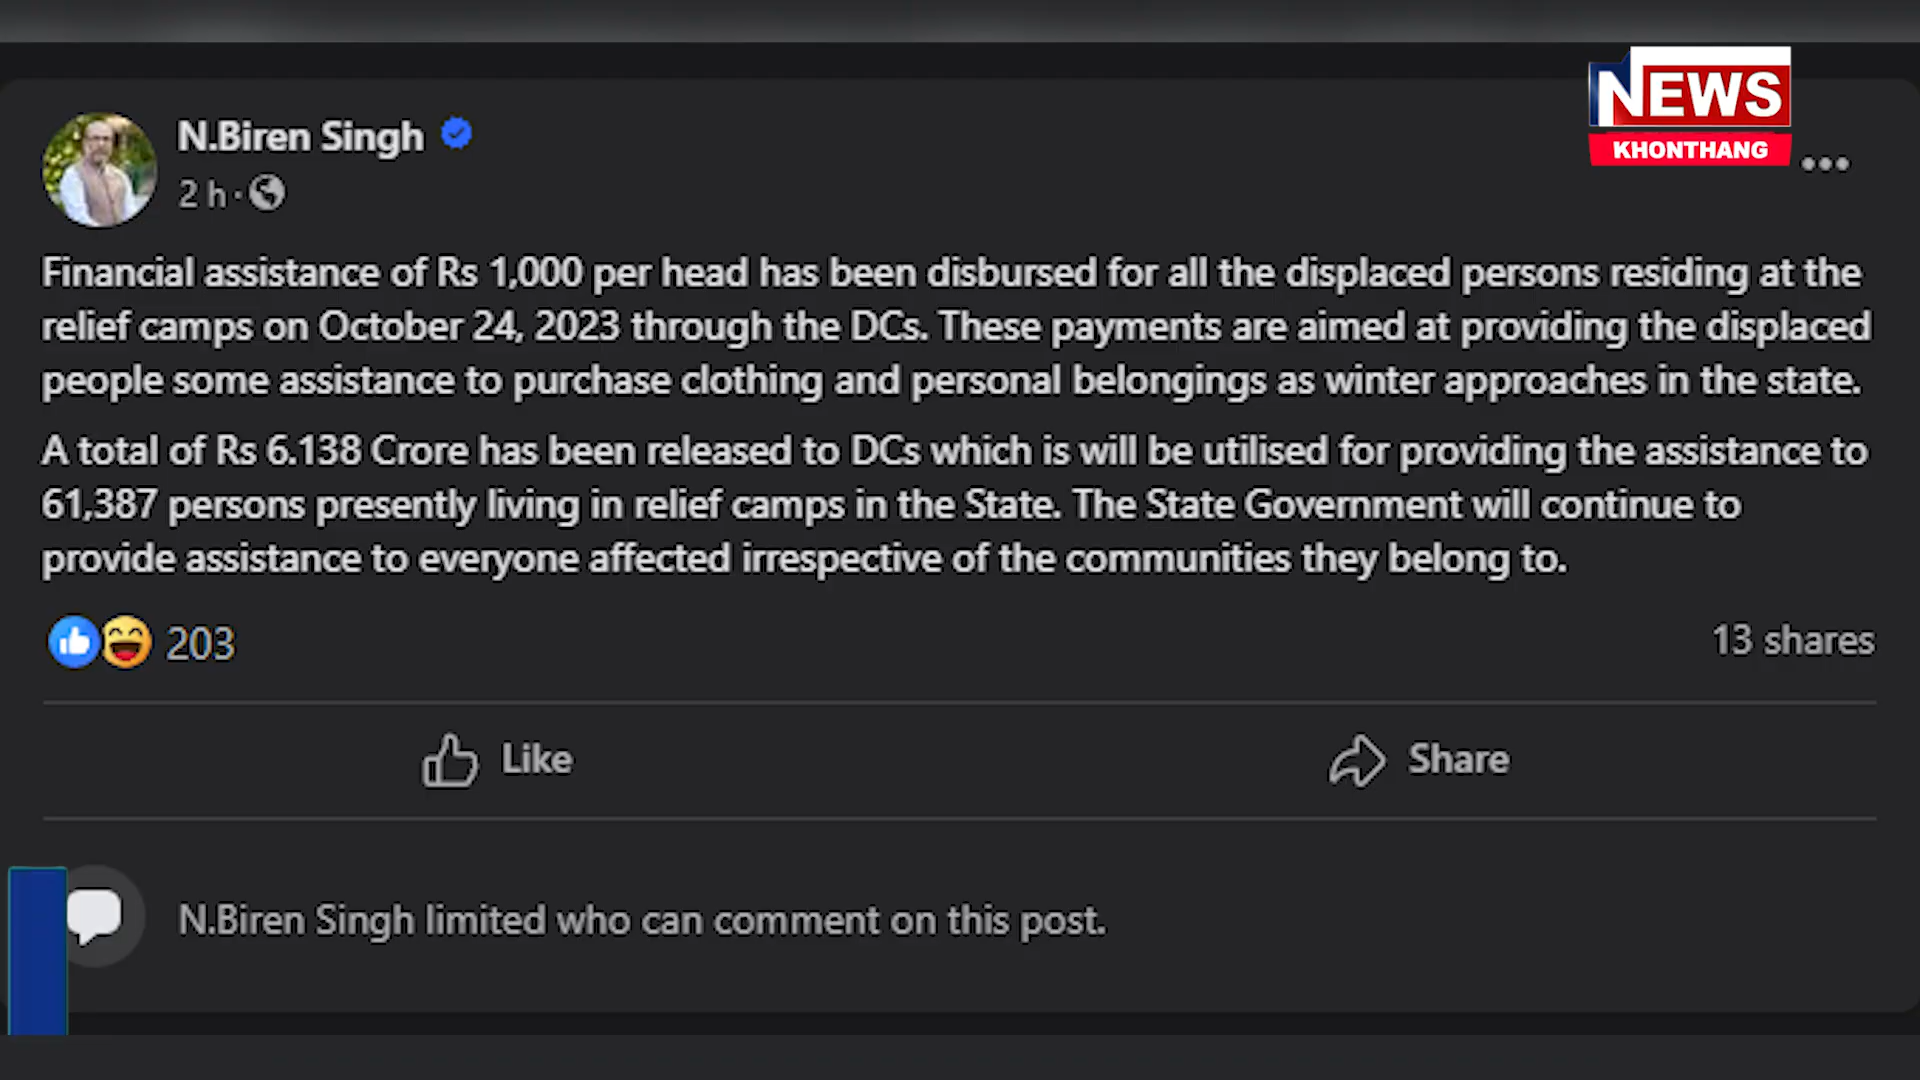 NEWS
KHONTHANG
N.Biren Singh
2 h ·
Financial assistance of Rs 1,000 per head has been disbursed for all the displaced persons residing at the
relief camps on October 24, 2023 through the DCs. These payments are aimed at providing the displaced
people some assistance to purchase clothing and personal belongings as winter approaches in the state.
A total of Rs 6.138 Crore has been released to DCs which is will be utilised for providing the assistance to
61,387 persons presently living in relief camps in the State. The State Government will continue to
provide assistance to everyone affected irrespective of the communities they belong to.
203
13 shares
Like
Share
N.Biren Singh limited who can comment on this post.